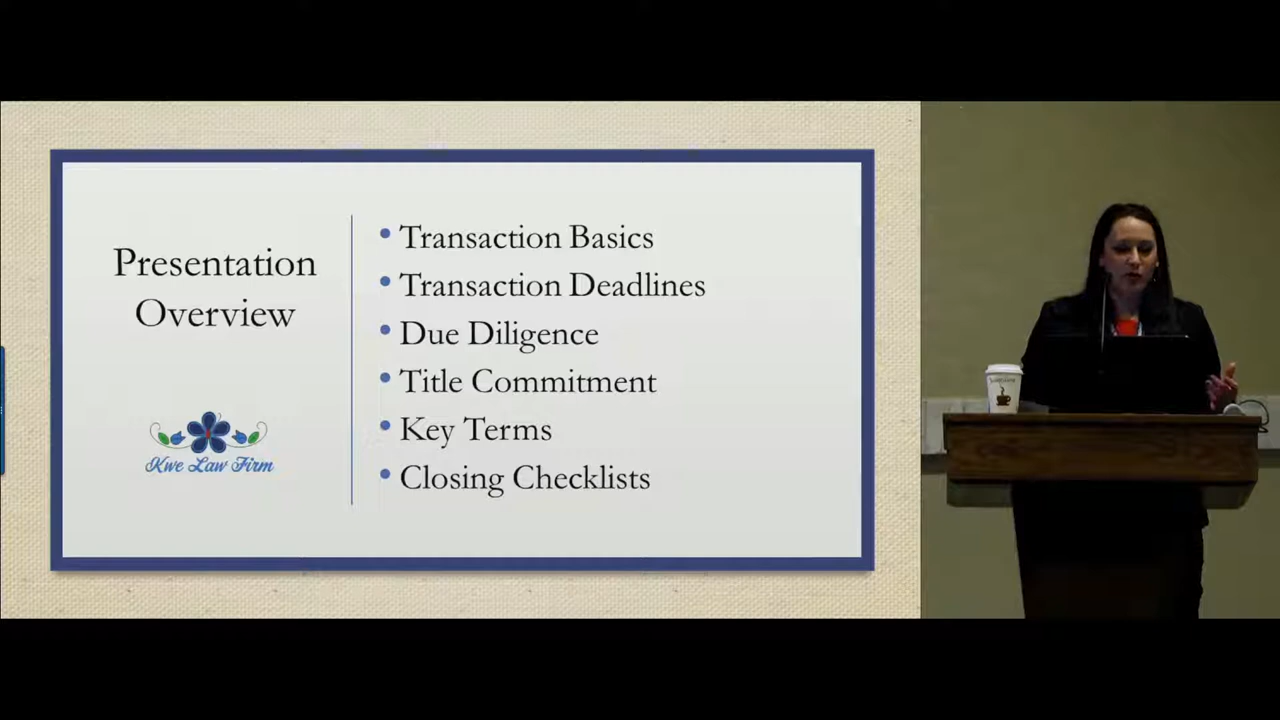 Presentation
Overview
Kwe Law Firm
• Transaction Basics
• Transaction Deadlines
• Due Diligence
• Title Commitment
• Key Terms
• Closing Checklists